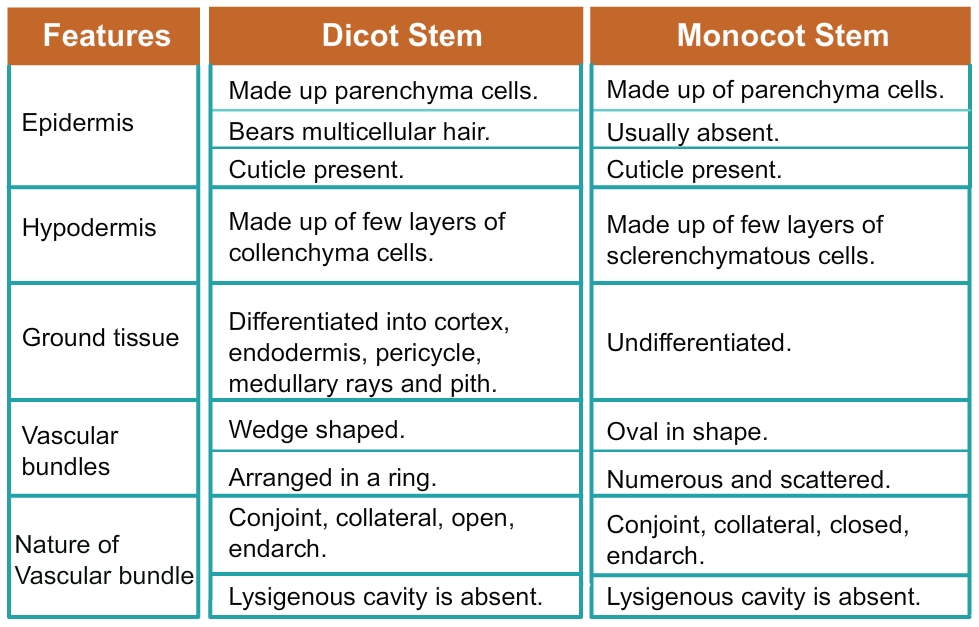 Features
Dicot Stem
Monocot Stem
Epidermis
Made up parenchyma cells.
Made up of parenchyma cells.
Bears multicellular hair.
Usually absent.
Cuticle present.
Cuticle present.
Hypodermis
Made up of few layers of
collenchyma cells.
Made up of few layers of
sclerenchymatous cells.
Ground tissue
Differentiated into cortex,
endodermis, pericycle,
medullary rays and pith.
Undifferentiated.
Vascular
bundles
Wedge shaped.
Oval in shape.
Arranged in a ring.
Numerous and scattered.
Nature of
Vascular bundle
Conjoint, collateral, open,
endarch.
Conjoint, collateral, closed,
endarch.
Lysigenous cavity is absent.
Lysigenous cavity is absent.